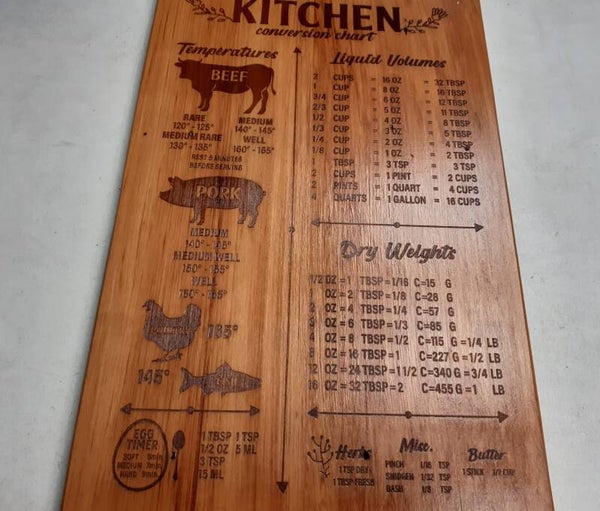 KITCHEN
conversion chart
Temperatures
BEEF
RARE
120° - 125°
MEDIUM
140° - 145°
MEDIUM RARE
130° - 135°
WELL
160° - 165°
REST 5 MINUTES
BEFORE SERVING
PORK
MEDIUM
140° - 145°
MEDIUM WELL
150° - 155°
WELL
165°
145°
EGG
TIMER
SOFT
MEDIUM
HARD
1 TBSP 1 TSP
1/2 OZ 5 ML
3 TSP
15 ML
Liquid Volumes
2 CUPS = 16 OZ = 32 TBSP
1 CUP = 8 OZ = 16 TBSP
3/4 CUP = 6 OZ = 12 TBSP
2/3 CUP = 5 OZ = 11 TBSP
1/2 CUP = 4 OZ = 8 TBSP
1/3 CUP = 3 OZ = 5 TBSP
1/4 CUP = 2 OZ = 4 TBSP
1/8 CUP = 1 OZ = 2 TBSP
1 TBSP = 3 TSP = 3 TSP
2 CUPS = 1 PINT = 2 CUPS
2 PINTS = 1 QUART = 4 CUPS
4 QUARTS = 1 GALLON = 16 CUPS
Dry Weights
1/2 OZ =1 TBSP =1/16 C=15 G
1 OZ =2 TBSP =1/8 C=28 G
2 OZ =4 TBSP =1/4 C=57 G
3 OZ =6 TBSP =1/3 C=85 G
4 OZ =8 TBSP =1/2 C=115 G =1/4 LB
8 OZ =16 TBSP =1 C=227 G =1/2 LB
12 OZ =24 TBSP =1 1/2 C=340 G =3/4 LB
16 OZ =32 TBSP =2 C=455 G =1 LB
Herbs
1 TSP DRY
1 TBSP FRESH
Misc.
PINCH 1/16 TSP
SMIDGEN 1/32 TSP
DASH 1/8 TSP
Butter
1 STICK 1/2 CUP